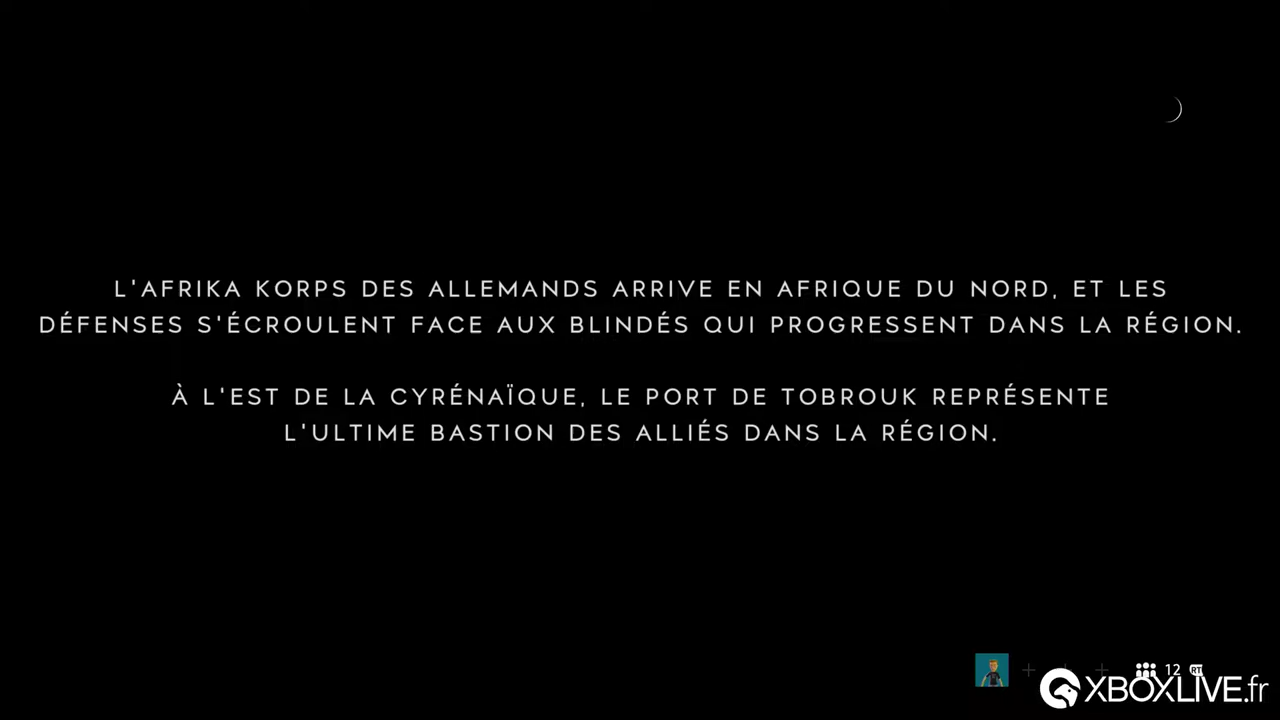 L'AFRIKA KORPS DES ALLEMANDS ARRIVE EN AFRIQUE DU NORD, ET LES
DÉFENSES S'ÉCROULENT FACE AUX BLINDÉS QUI PROGRESSENT DANS LA RÉGION.
À L'EST DE LA CYRÉNAÏQUE, LE PORT DE TOBROUK REPRÉSENTE
L'ULTIME BASTION DES ALLIÉS DANS LA RÉGION.
12
XBOXLIVE.fr